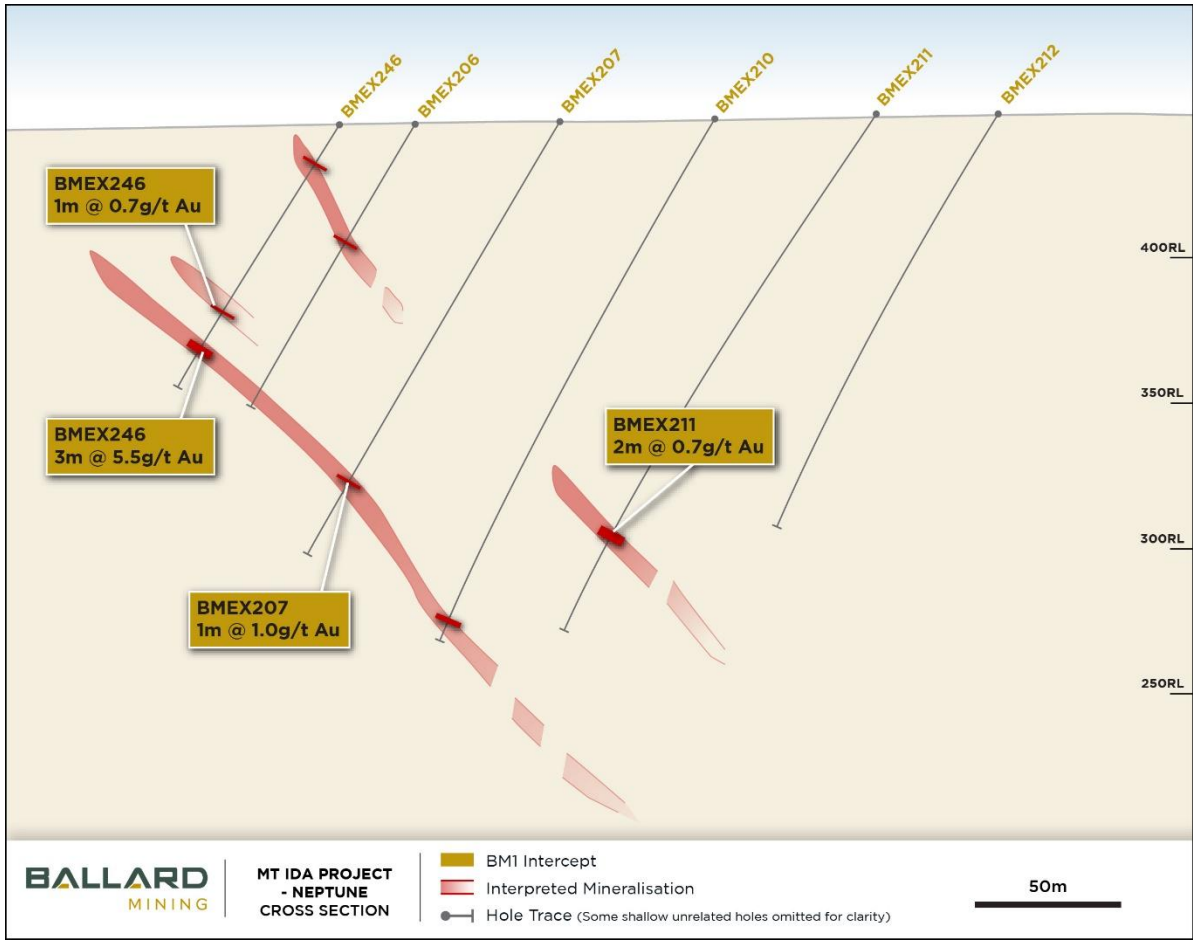 BMEX246
BMEX206
BMEX207
BMEX210
BMEX211
BMEX212
BMEX246
1m @ 0.7g/t Au
400RL
350RL
BMEX246
3m @ 5.5g/t Au
BMEX211
2m @ 0.7g/t Au
300RL
BMEX207
1m @ 1.0g/t Au
250RL
BALLARD
MINING
MT IDA PROJECT
- NEPTUNE
CROSS SECTION
BM1 Intercept
Interpreted Mineralisation
Hole Trace (Some shallow unrelated holes omitted for clarity)
50m